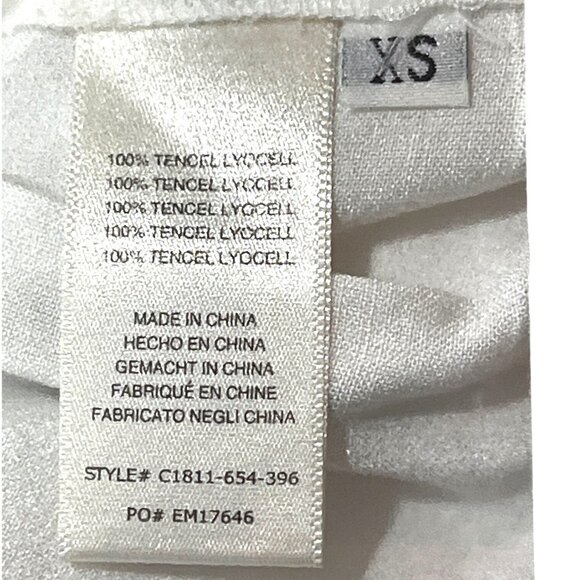 XS
100% TENCEL LYOCELL
100% TENCEL LYOCELL
100% TENCEL LYOCELL
100% TENCEL LYOCELL
100% TENCEL LYOCELL
MADE IN CHINA
HECHO EN CHINA
GEMACHT IN CHINA
FABRIQUÉ EN CHINE
FABRICATO NEGLI CHINA
STYLE# C1811-654-396
PO# EM17646